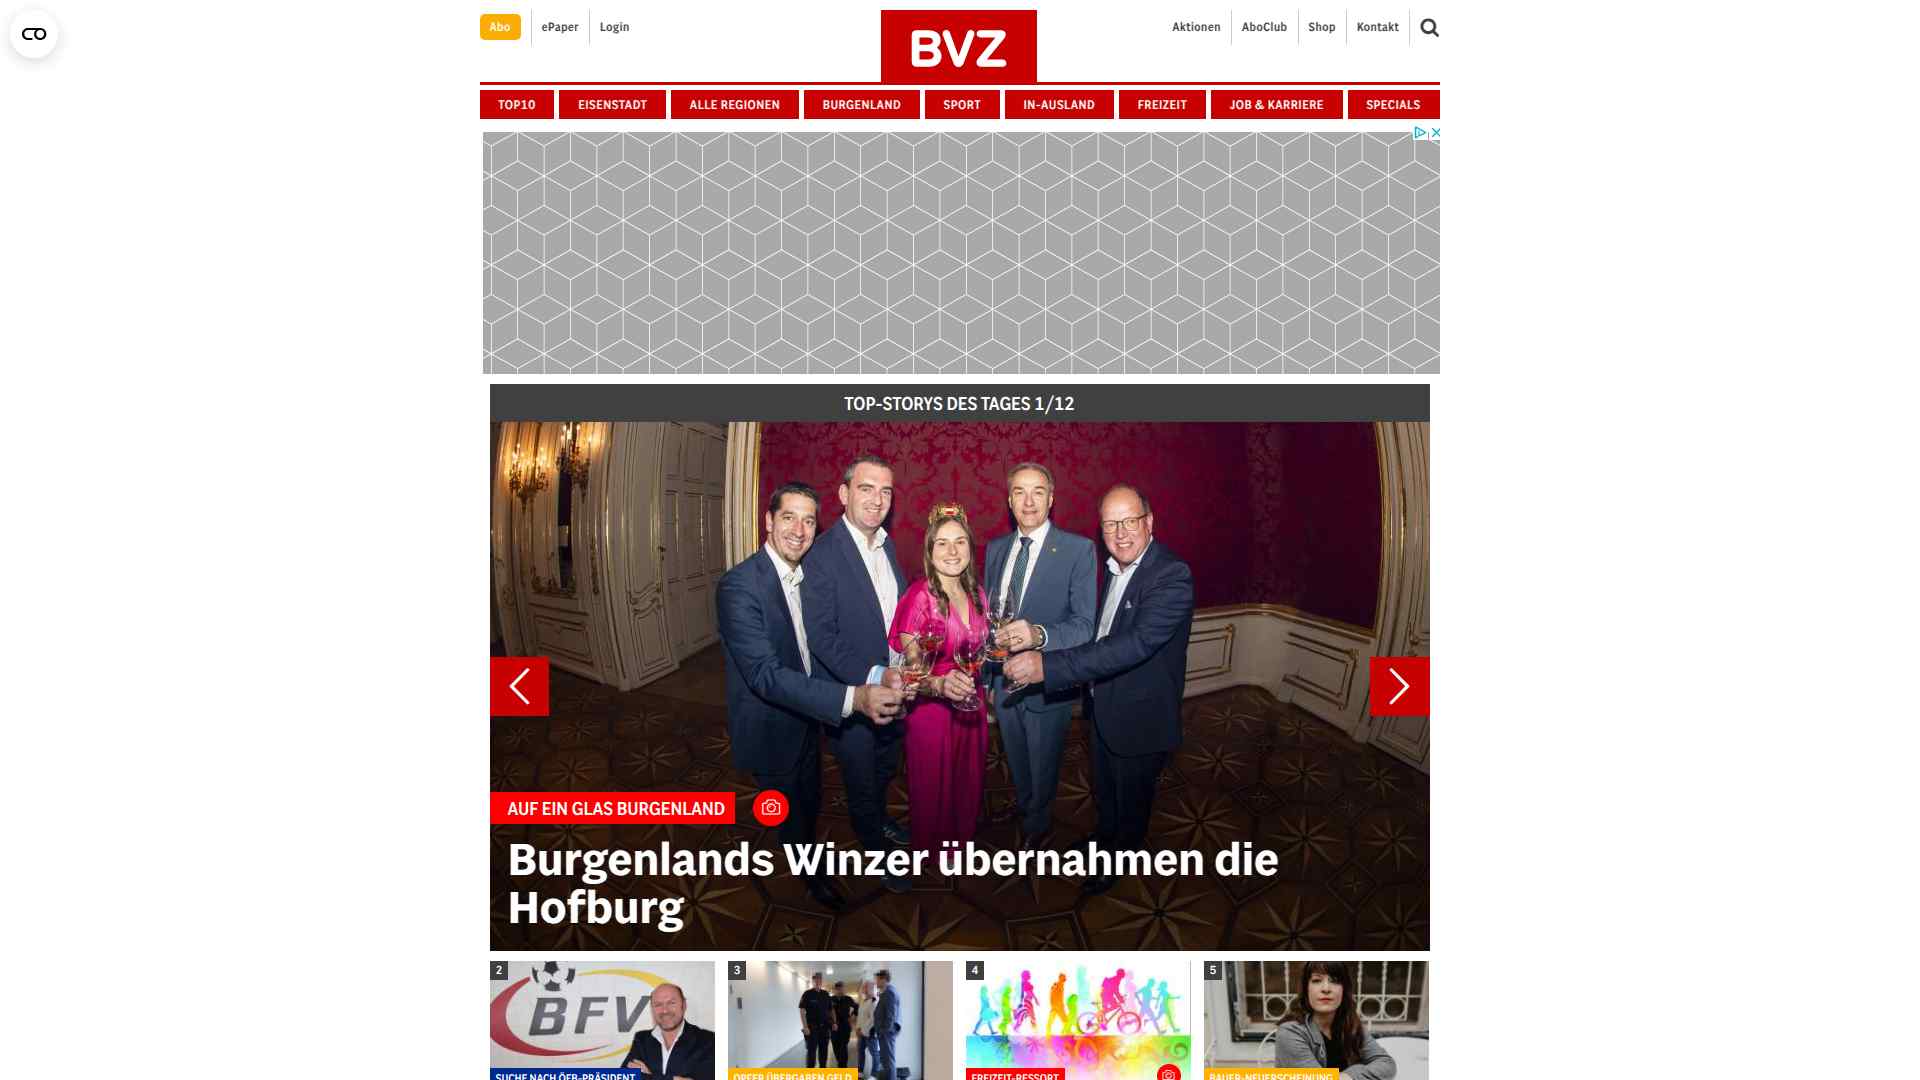 Abo
ePaper
Login
BVZ
Aktionen
AboClub
Shop
Kontakt
TOP10
EISENSTADT
ALLE REGIONEN
BURGENLAND
SPORT
IN-AUSLAND
FREIZEIT
JOB & KARRIERE
SPECIALS
TOP-STORYS DES TAGES 1/12
AUF EIN GLAS BURGENLAND
Burgenlands Winzer übernahmen die
Hofburg
2
BFV
SUCHE NACH ÖFB-PRÄSIDENT
3
OPFER ÜBERGABEN GELD
4
FREIZEIT-RESSORT
5
BAUER-NEUERSCHEINUNG